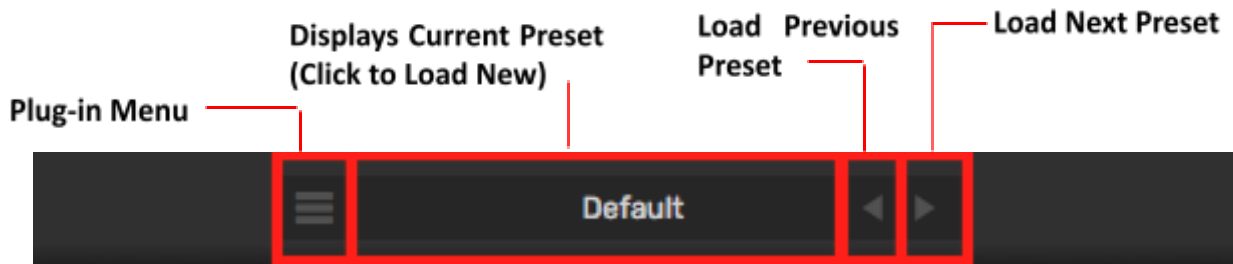 Displays Current Preset
(Click to Load New)
Load Previous
Preset
Load Next Preset
Plug-in Menu
Default